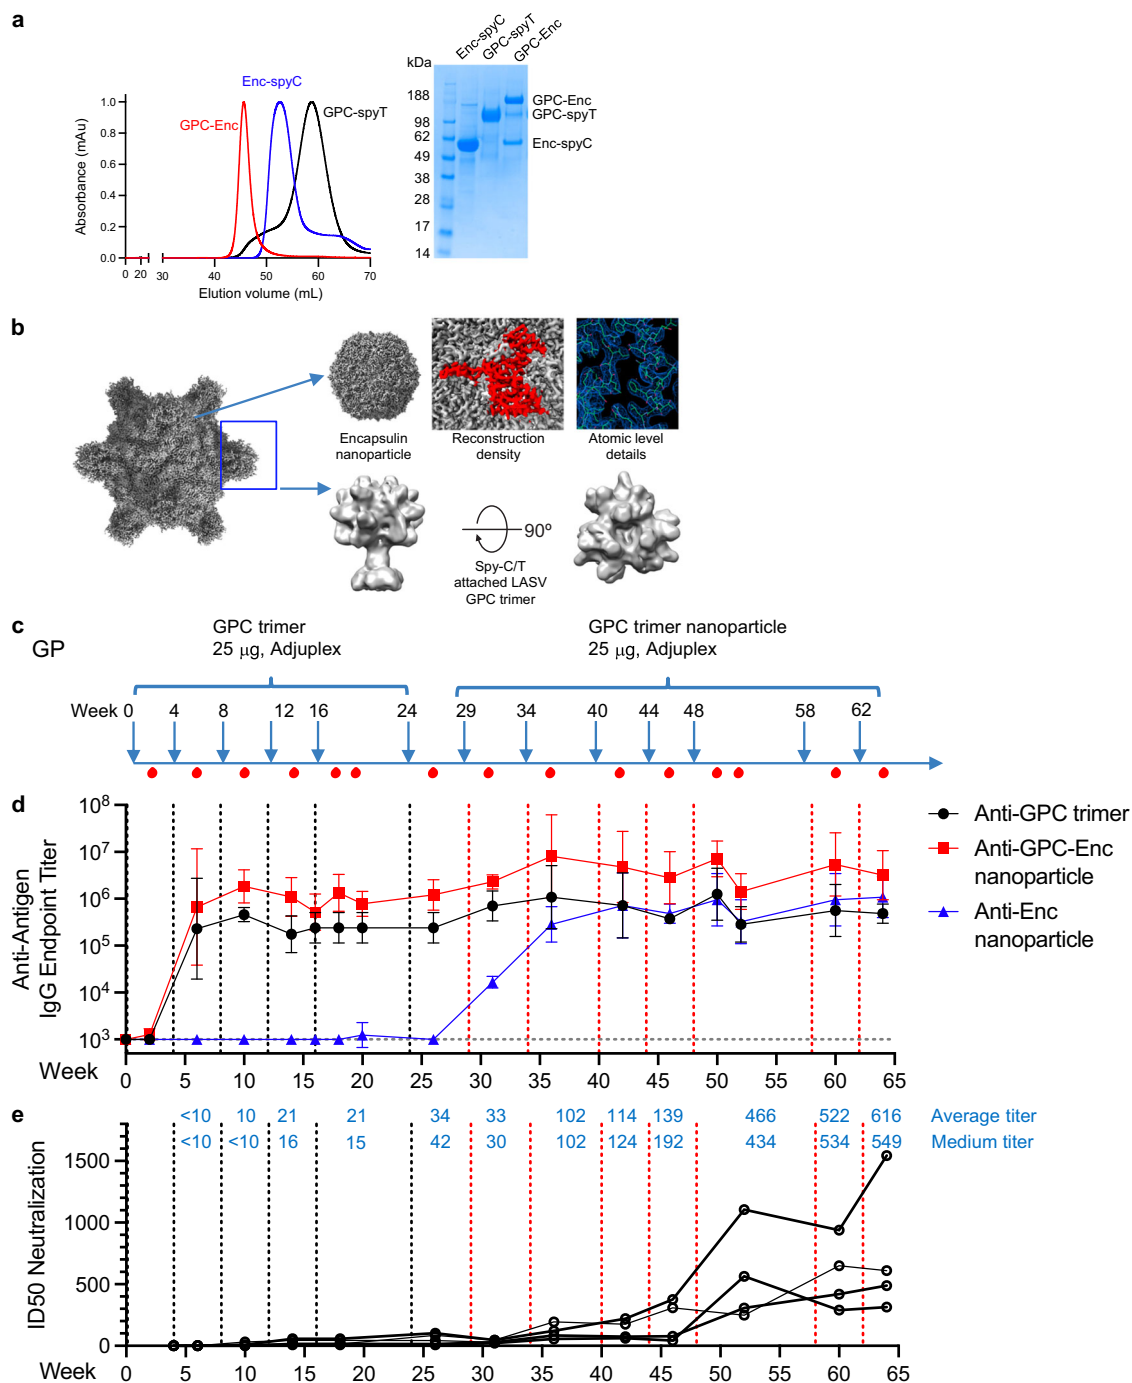 a
Enc-spyC
GPC-spyT
GPC-Enc
kDa
188
98
62
49
38
28
17
14
GPC-Enc
GPC-spyT
Enc-spyC
Enc-spyC
GPC-spyT
GPC-Enc
Absorbance (mAu)
1.0
0.8
0.6
0.4
0.2
0.0
0 20 30 40 50 60 70
Elution volume (mL)
b
Encapsulin
nanoparticle
Reconstruction
density
Atomic level
details
90º
Spy-C/T
attached LASV
GPC trimer
c
GP
GPC trimer
25 µg, Adjuplex
GPC trimer nanoparticle
25 µg, Adjuplex
Week 0 4 8 12 16 24 29 34 40 44 48 58 62
d
Anti-Antigen
IgG Endpoint Titer
10⁸
10⁷
10⁶
10⁵
10⁴
10³
Week 0 5 10 15 20 25 30 35 40 45 50 55 60 65
Anti-GPC trimer
Anti-GPC-Enc
nanoparticle
Anti-Enc
nanoparticle
e
<10 10 21 21 34 33 102 114 139 466 522 616 Average titer
<10 <10 16 15 42 30 102 124 192 434 534 549 Medium titer
ID50 Neutralization
1500
1000
500
0
Week 0 5 10 15 20 25 30 35 40 45 50 55 60 65